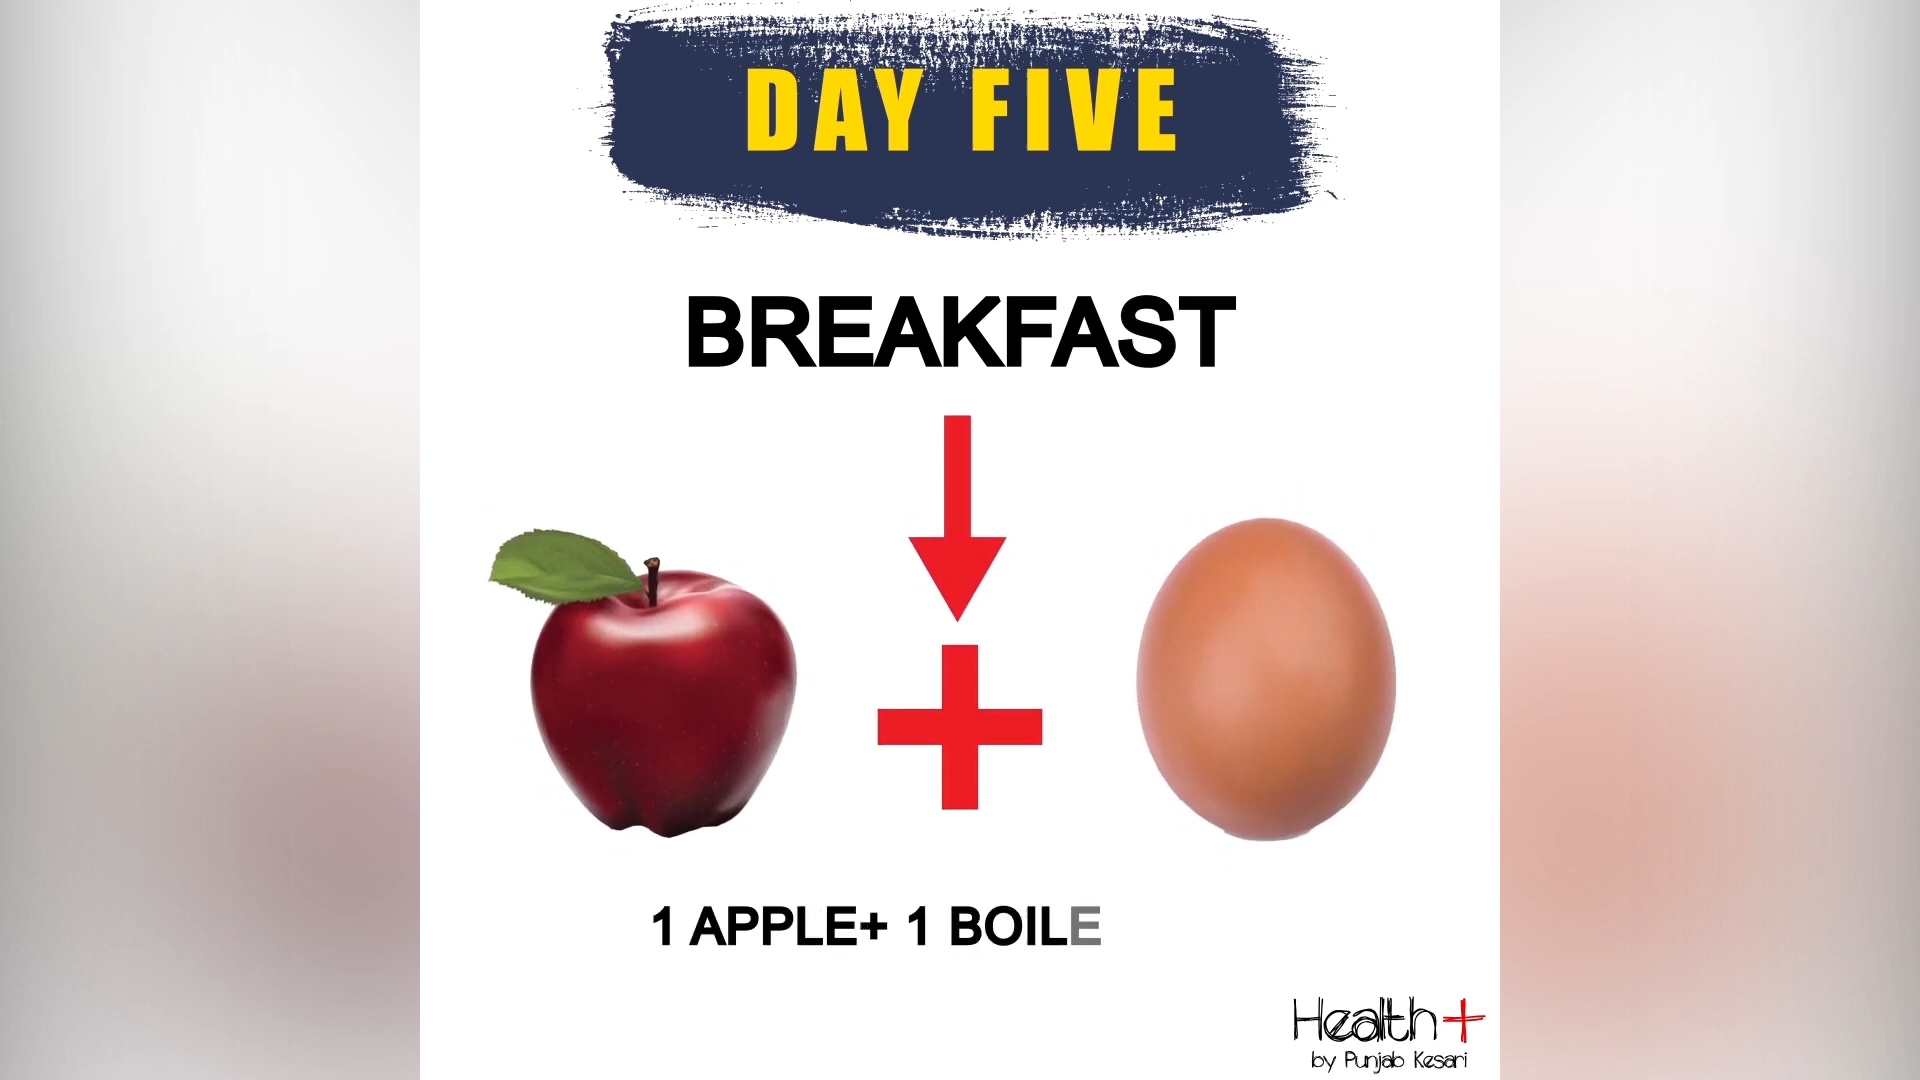 DAY FIVE
BREAKFAST
1 APPLE+ 1 BOILE
Health+
by Punjab Kesari